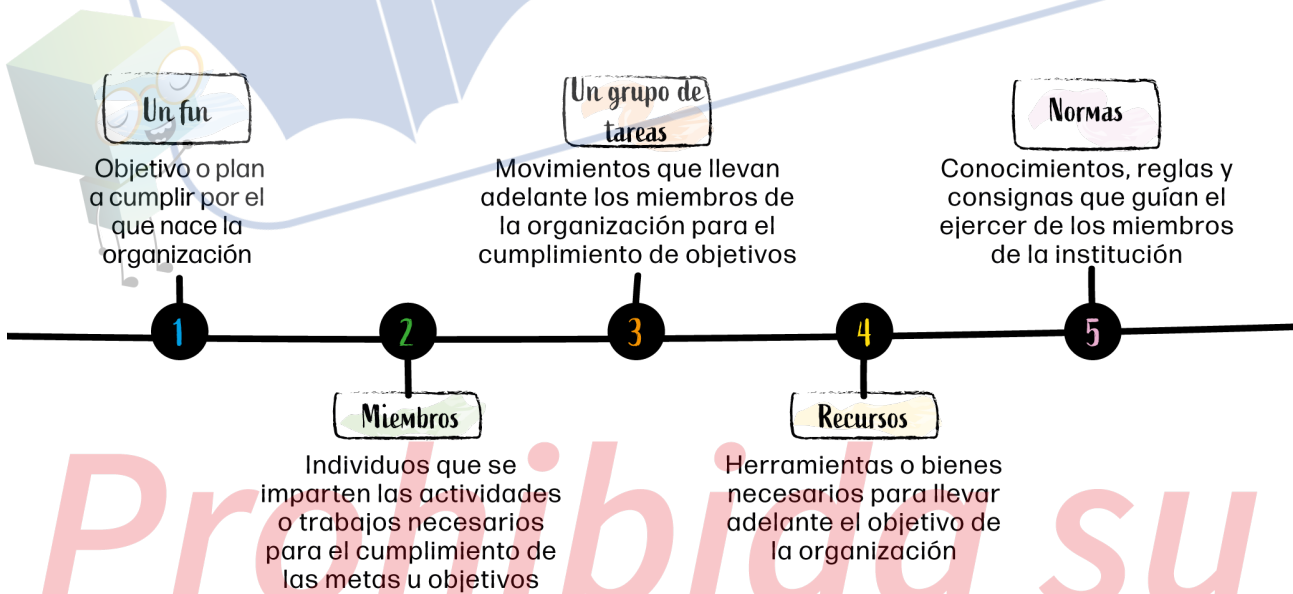 Un fin
Objetivo o plan
a cumplir por el
que nace la
organización
Un grupo de
tareas
Movimientos que llevan
adelante los miembros de
la organización para el
cumplimiento de objetivos
Normas
Conocimientos, reglas y
consignas que guían el
ejercer de los miembros
de la institución
1
2
3
4
5
Miembros
Individuos que se
imparten las actividades
o trabajos necesarios
para el cumplimiento de
las metas u objetivos
Recursos
Herramientas o bienes
necesarios para llevar
adelante el objetivo de
la organización
Prohibida su